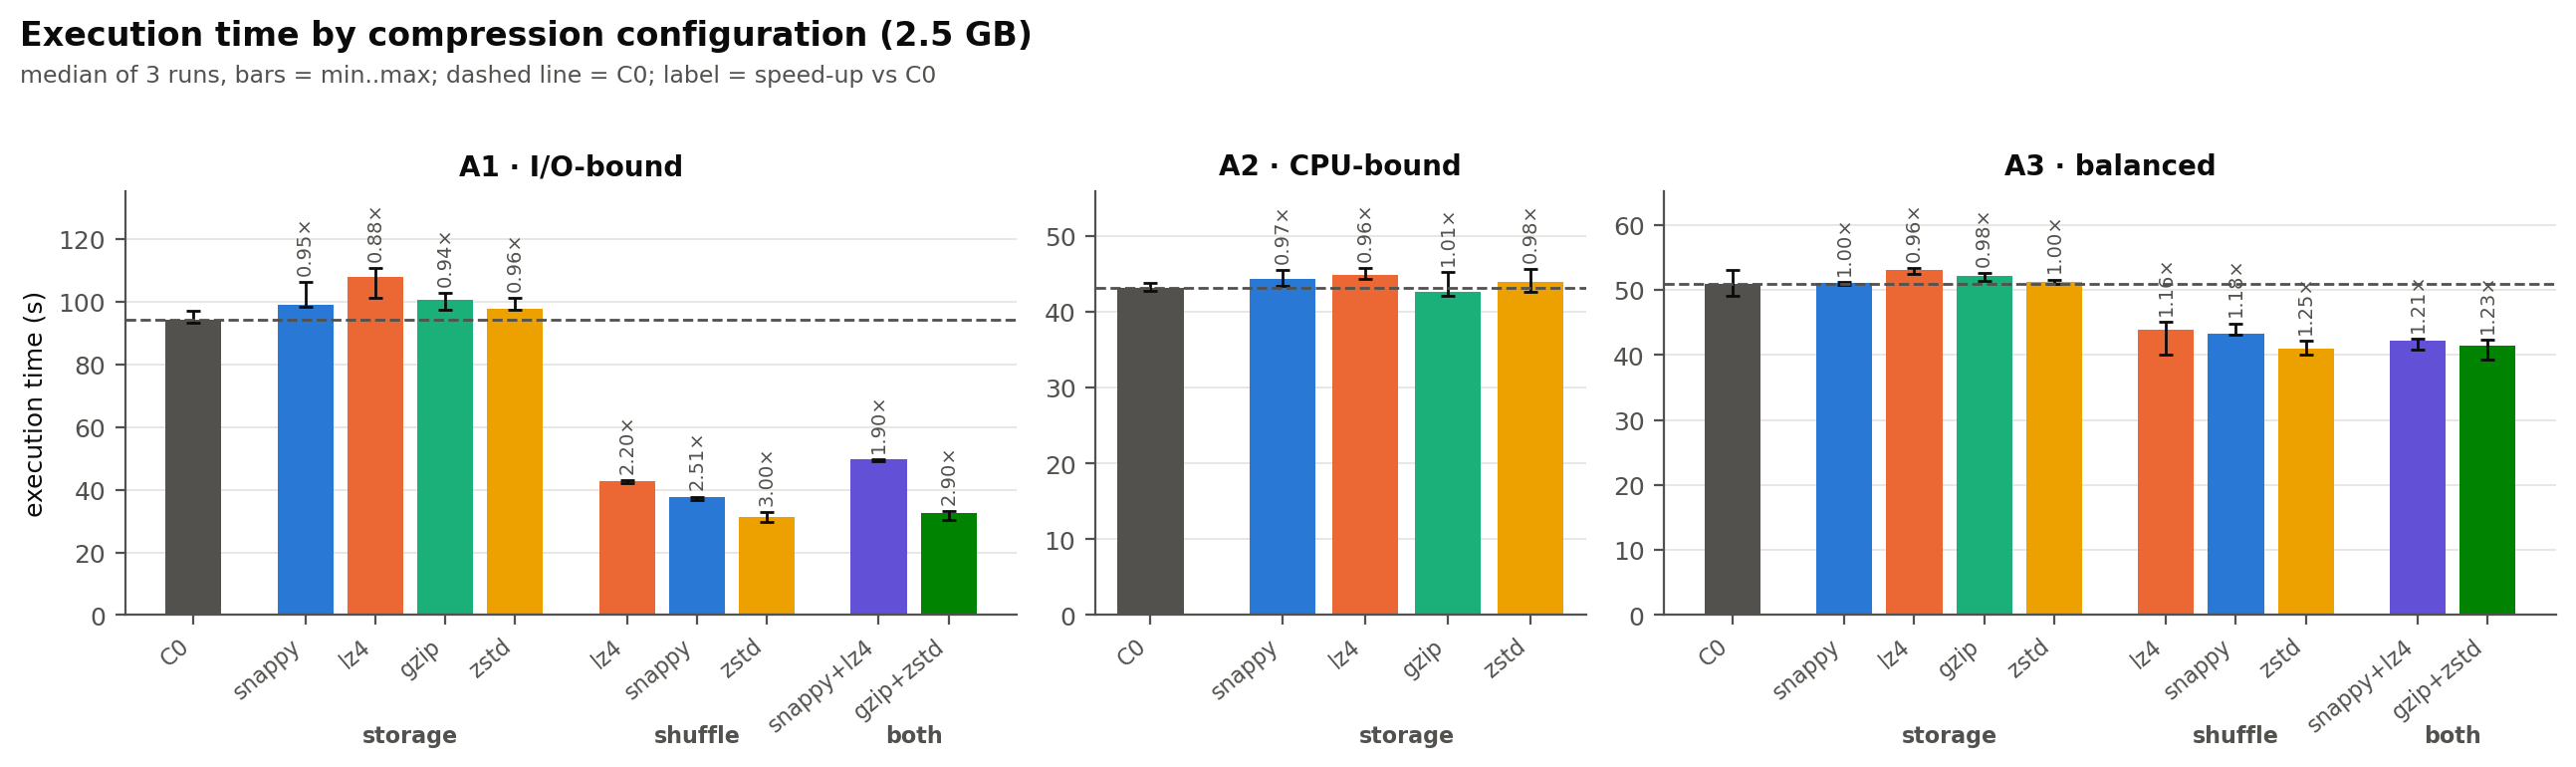 Execution time by compression configuration (2.5 GB)
median of 3 runs, bars = min..max; dashed line = C0; label = speed-up vs C0
A1 · I/O-bound
execution time (s)
120
100
80
60
40
20
0
0.95×
0.88×
0.94×
0.96×
2.20×
2.51×
3.00×
1.90×
2.90×
C0
snappy
lz4
gzip
zstd
lz4
snappy
zstd
snappy+lz4
gzip+zstd
storage
shuffle
both
A2 · CPU-bound
50
40
30
20
10
0
0.97×
0.96×
1.01×
0.98×
C0
snappy
lz4
gzip
zstd
storage
A3 · balanced
60
50
40
30
20
10
0
1.00×
0.96×
0.98×
1.00×
1.16×
1.18×
1.25×
1.21×
1.23×
C0
snappy
lz4
gzip
zstd
lz4
snappy
zstd
snappy+lz4
gzip+zstd
storage
shuffle
both